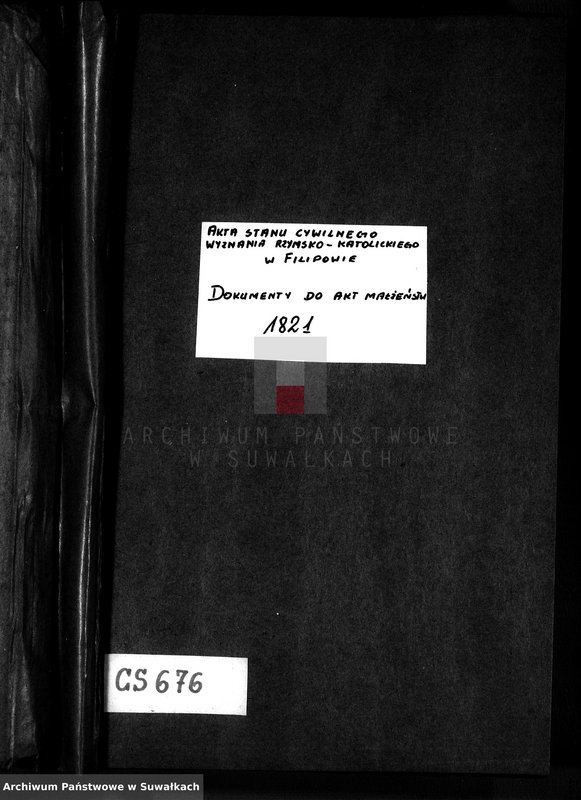 AKTA STANU CYWILNEGO
WYZNANIA RZYMSKO-KATOLICKIEGO
W FILIPOWIE
DOKUMENTY DO AKT MAŁŻEŃSTW
1821
ARCHIWUM PAŃSTWOWE
W SUWAŁKACH
CS 676
Archiwum Państwowe w Suwałkach